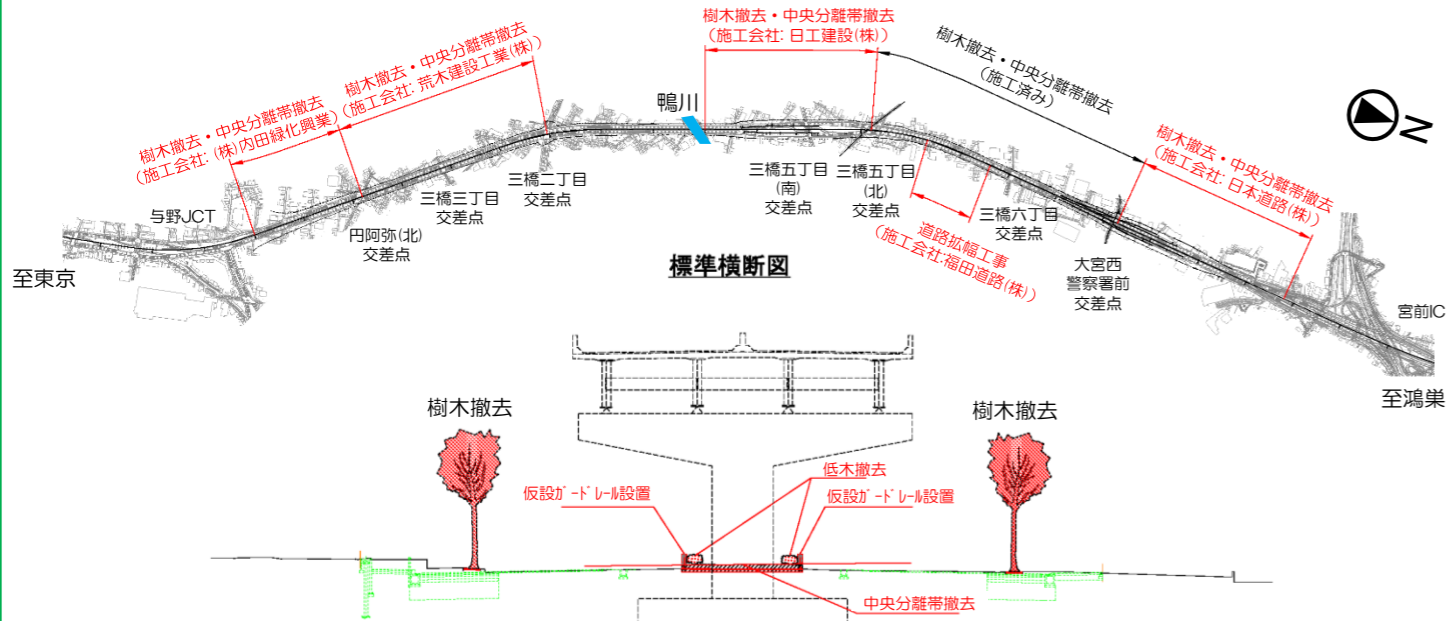 樹木撤去・中央分離帯撤去
（施工会社: (株)内田緑化興業）
樹木撤去・中央分離帯撤去
（施工会社: 荒木建設工業(株)）
樹木撤去・中央分離帯撤去
（施工会社: 日工建設(株)）
樹木撤去・中央分離帯撤去
（施工済み）
樹木撤去・中央分離帯撤去
（施工会社: 日本道路(株)）
鴨川
N
与野JCT
円阿弥(北)
交差点
三橋三丁目
交差点
三橋二丁目
交差点
三橋五丁目
(南)
交差点
三橋五丁目
(北)
交差点
道路拡幅工事
（施工会社:福田道路(株)）
三橋六丁目
交差点
大宮西
警察署前
交差点
宮前IC
至東京
至鴻巣
標準横断図
樹木撤去
樹木撤去
低木撤去
仮設ｶﾞｰﾄﾞﾚｰﾙ設置
仮設ｶﾞｰﾄﾞﾚｰﾙ設置
中央分離帯撤去